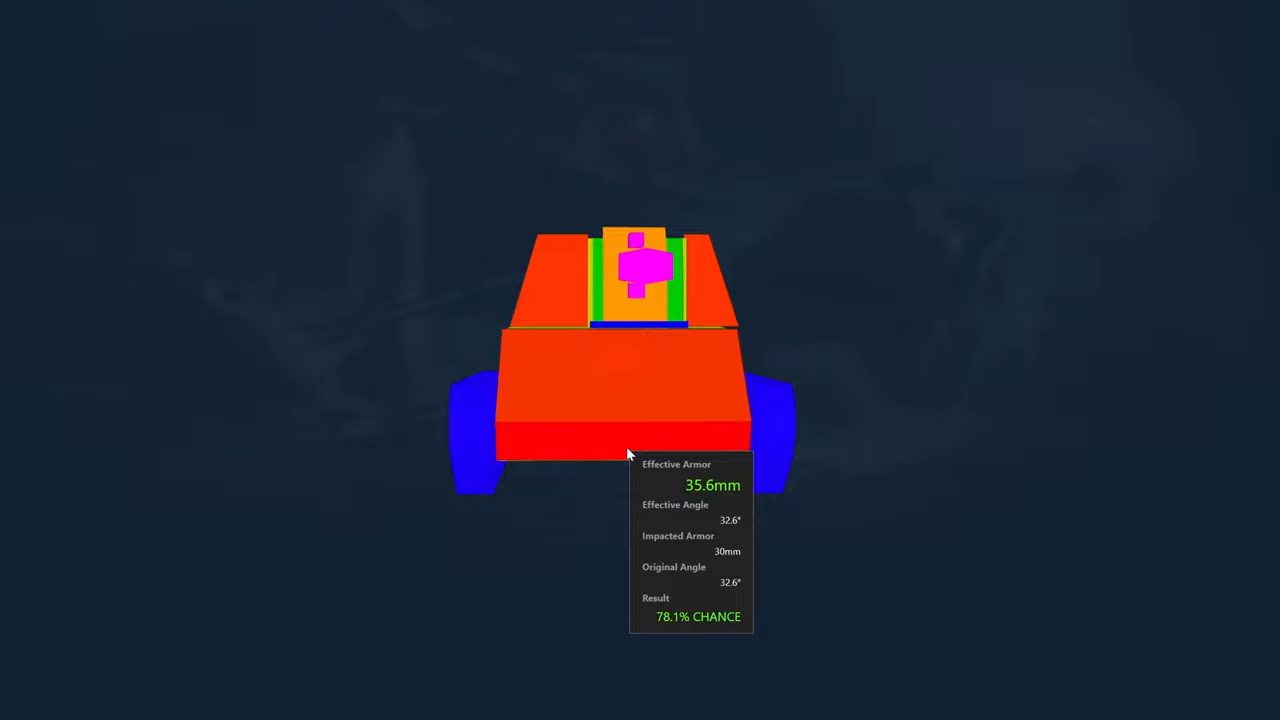 Effective Armor
35.6mm
Effective Angle
32.6°
Impacted Armor
30mm
Original Angle
32.6°
Result
78.1% CHANCE